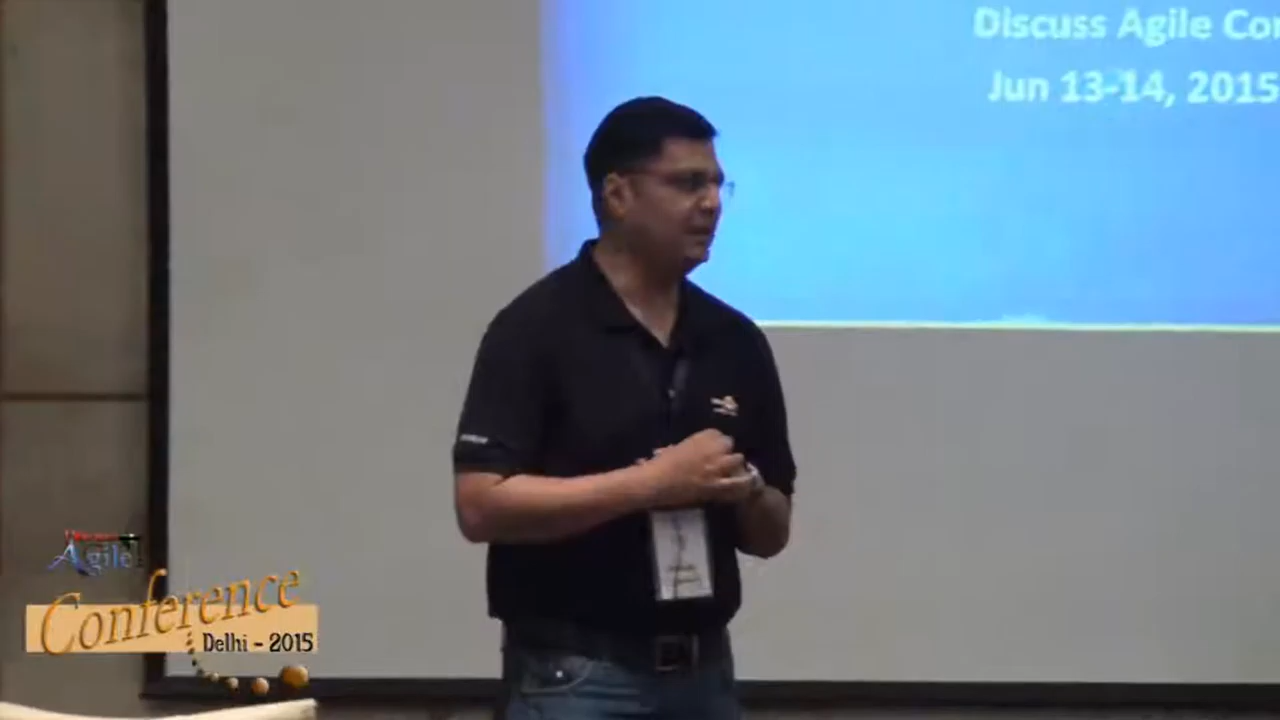 Discuss Agile Con
Jun 13-14, 2015
Agile
Conference
Delhi - 2015